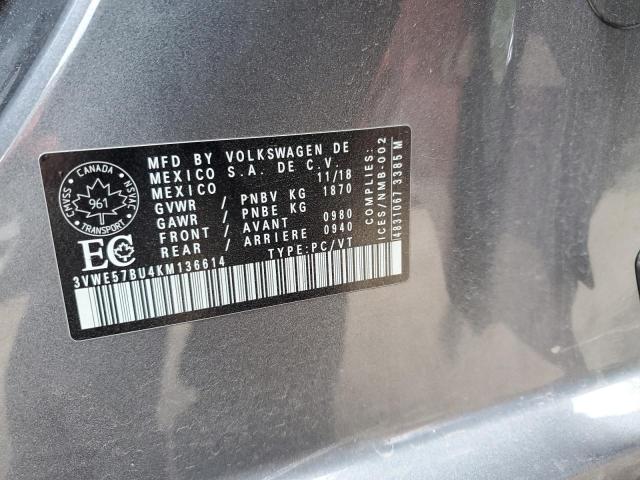 CANADA
CMVSS
NSVAC
961
TRANSPORT
EC
MFD BY VOLKSWAGEN DE
MEXICO S.A. DE C.V.
MEXICO 11/18
GVWR / PNBV KG 1870
GAWR / PNBE KG
FRONT / AVANT 0980
REAR / ARRIERE 0940
TYPE:PC/VT
3VWE57BU4KM136614
COMPLIES:
ICES/NMB-002
4831067 3385 M